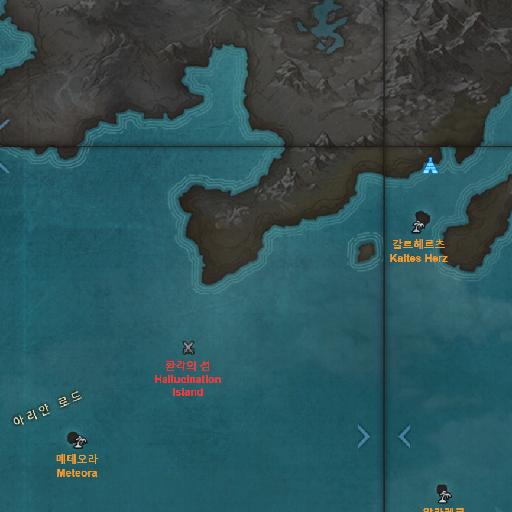 칼트헤르츠
Kaltes Herz
환각의 섬
Hallucination
Island
아리안 로드
메테오라
Meteora